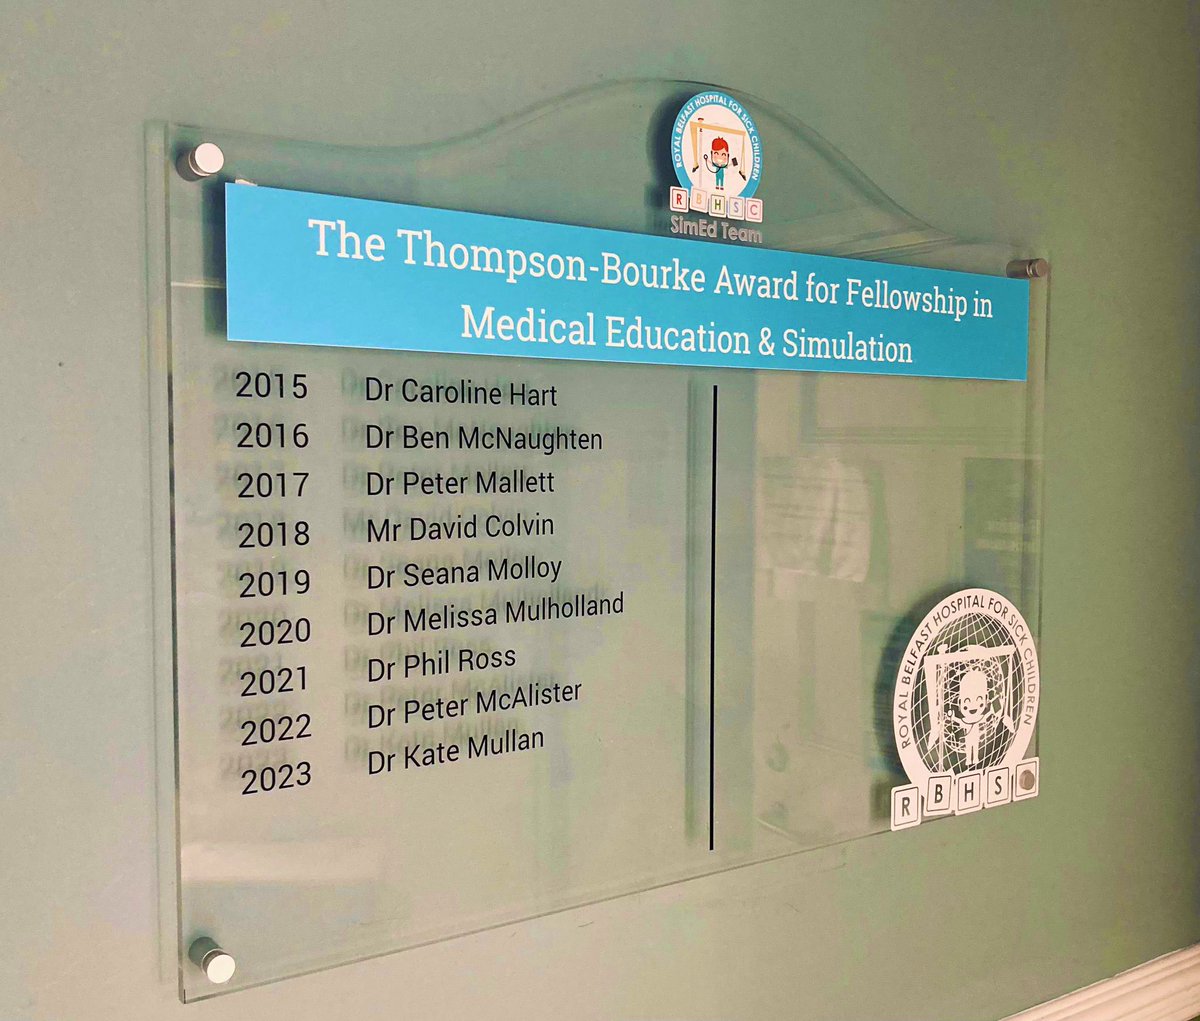 ROYAL BELFAST HOSPITAL FOR SICK CHILDREN
RBHSC
SimEd Team
The Thompson-Bourke Award for Fellowship in
Medical Education & Simulation
2015 Dr Caroline Hart
2016 Dr Ben McNaughten
2017 Dr Peter Mallett
2018 Mr David Colvin
2019 Dr Seana Molloy
2020 Dr Melissa Mulholland
2021 Dr Phil Ross
2022 Dr Peter McAlister
2023 Dr Kate Mullan
ROYAL BELFAST HOSPITAL FOR SICK CHILDREN
RBHS